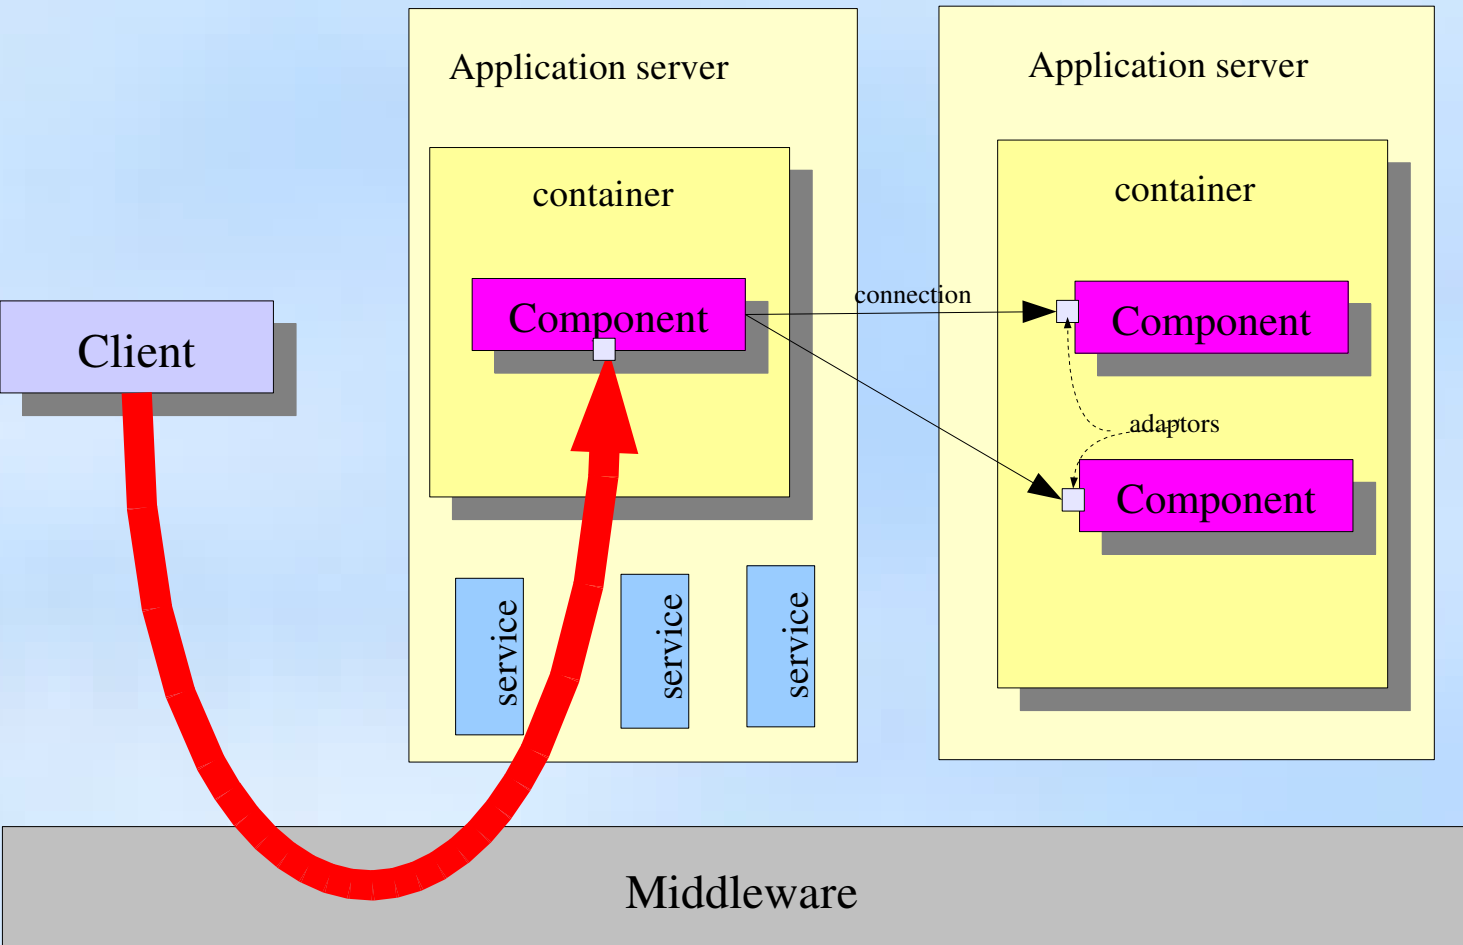 Application server
Application server
container
container
connection
Component
Component
Client
adaptors
Component
service
service
service
Middleware